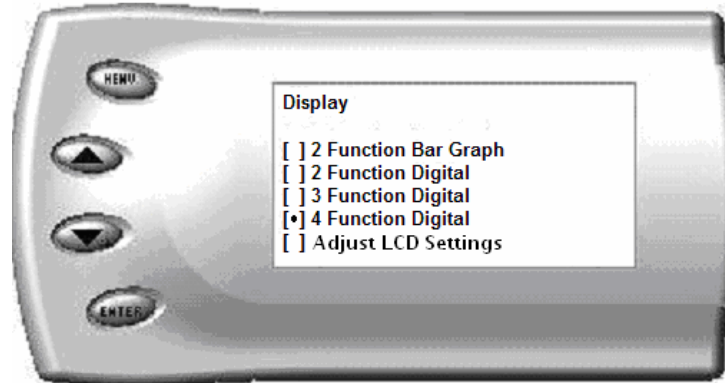 MENU
Display
[ ] 2 Function Bar Graph
[ ] 2 Function Digital
[ ] 3 Function Digital
[•] 4 Function Digital
[ ] Adjust LCD Settings
ENTER